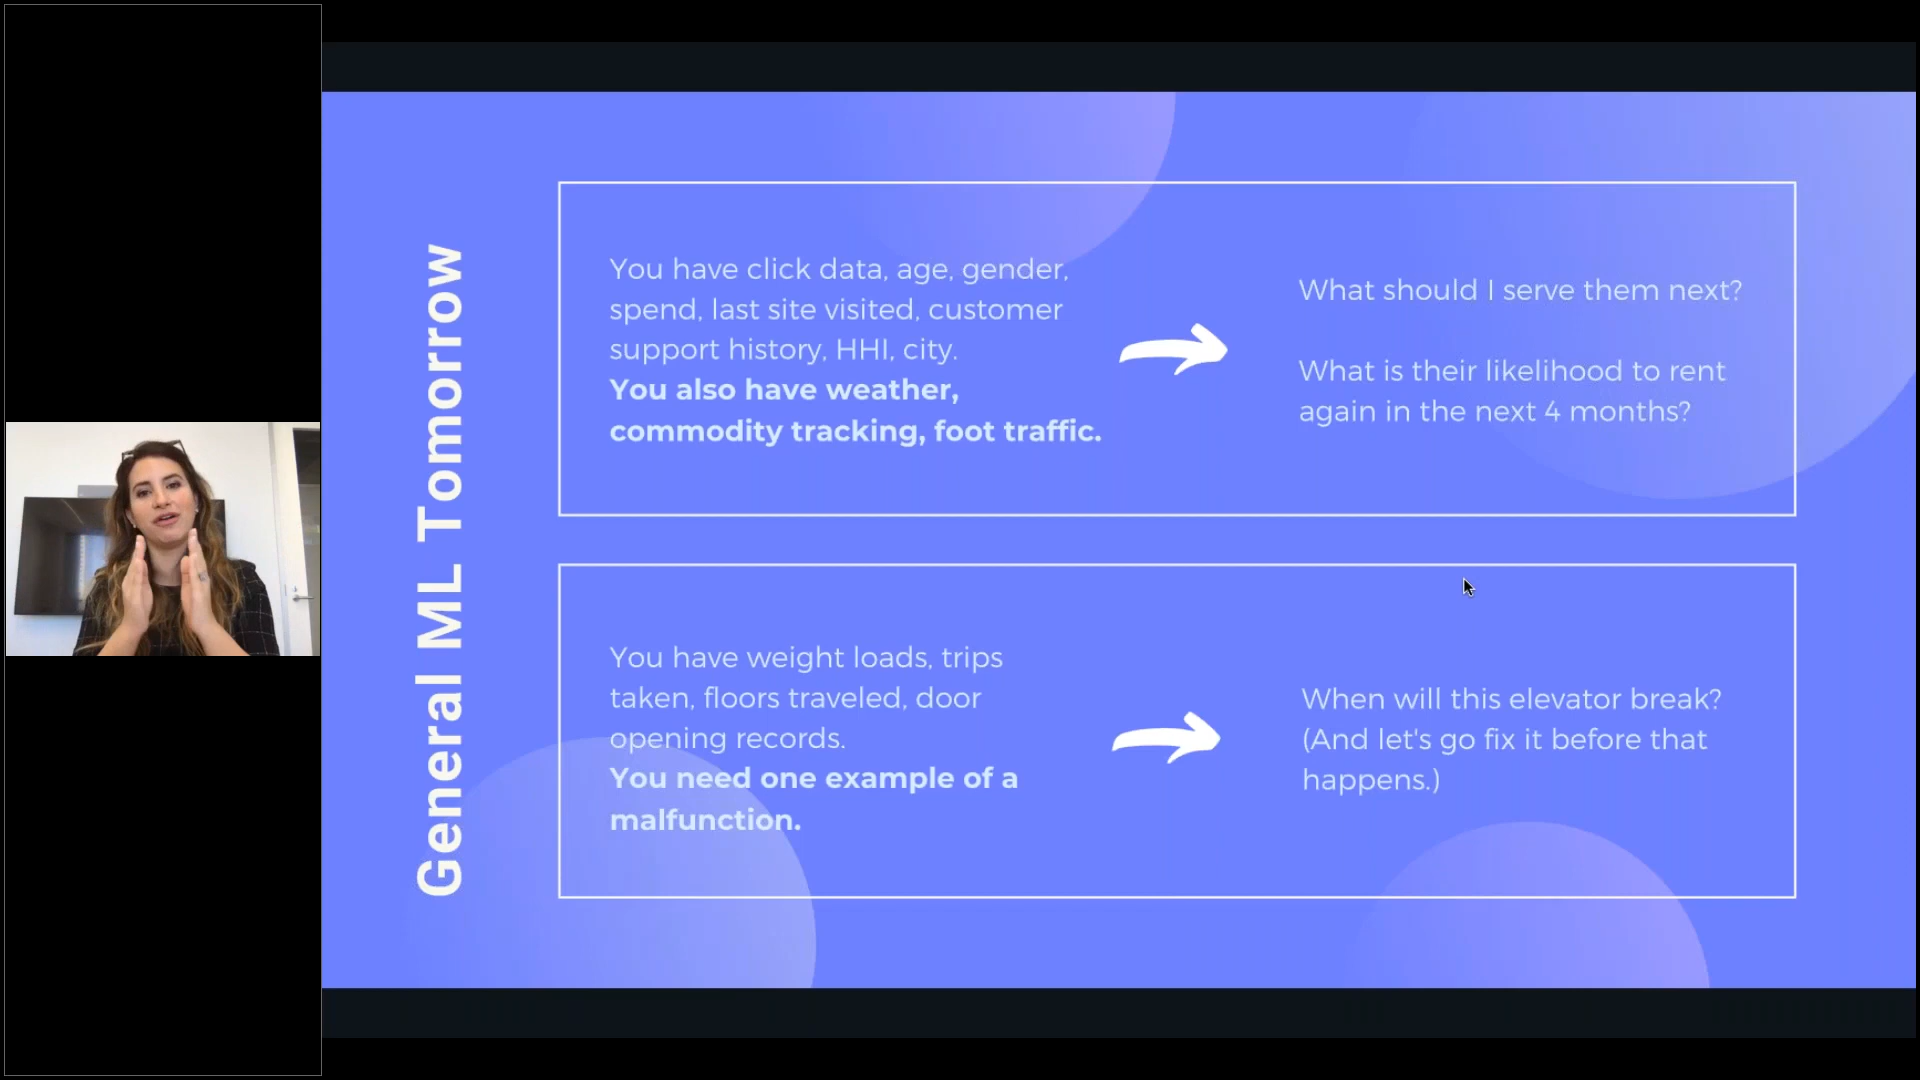 General ML Tomorrow
You have click data, age, gender,
spend, last site visited, customer
support history, HHI, city.
You also have weather,
commodity tracking, foot traffic.
What should I serve them next?
What is their likelihood to rent
again in the next 4 months?
You have weight loads, trips
taken, floors traveled, door
opening records.
You need one example of a
malfunction.
When will this elevator break?
(And let's go fix it before that
happens.)